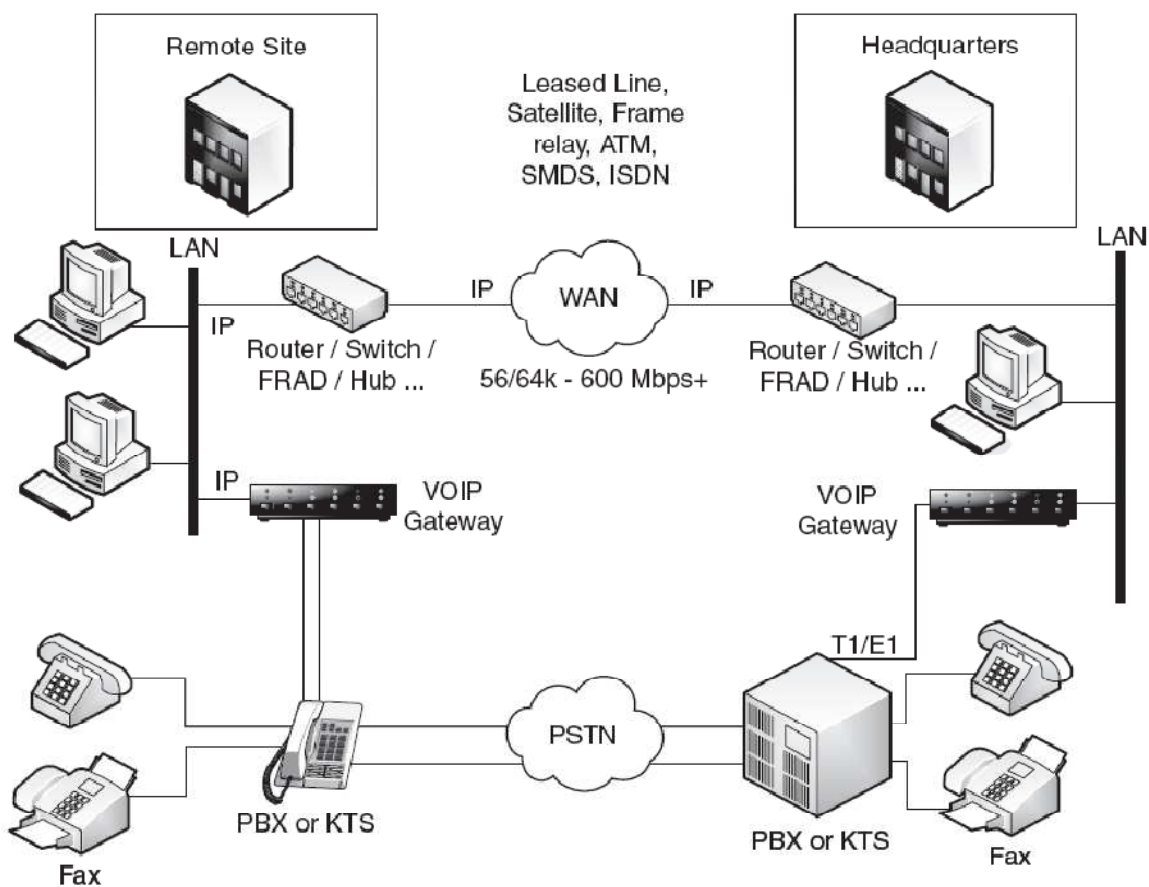 Remote Site
Headquarters
Leased Line,
Satellite, Frame
relay, ATM,
SMDS, ISDN
LAN
LAN
IP
WAN
IP
IP
Router / Switch /
FRAD / Hub ...
56/64k - 600 Mbps+
Router / Switch /
FRAD / Hub ...
IP
VOIP
Gateway
VOIP
Gateway
T1/E1
PSTN
PBX or KTS
PBX or KTS
Fax
Fax